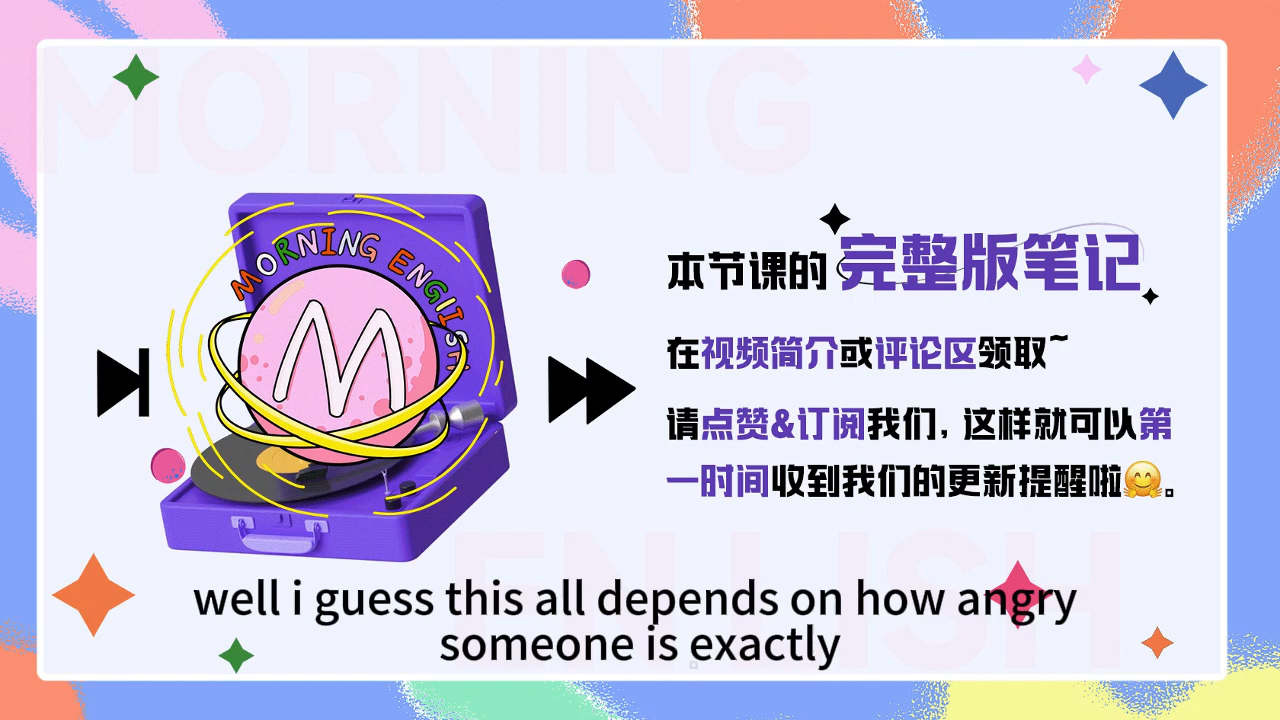 MORNING
MORNING ENGLISH
M
本节课的 完整版笔记
在视频简介或评论区领取~
请点赞&订阅我们, 这样就可以第
一时间收到我们的更新提醒啦🤗。
ENLISH
well i guess this all depends on how angry
someone is exactly